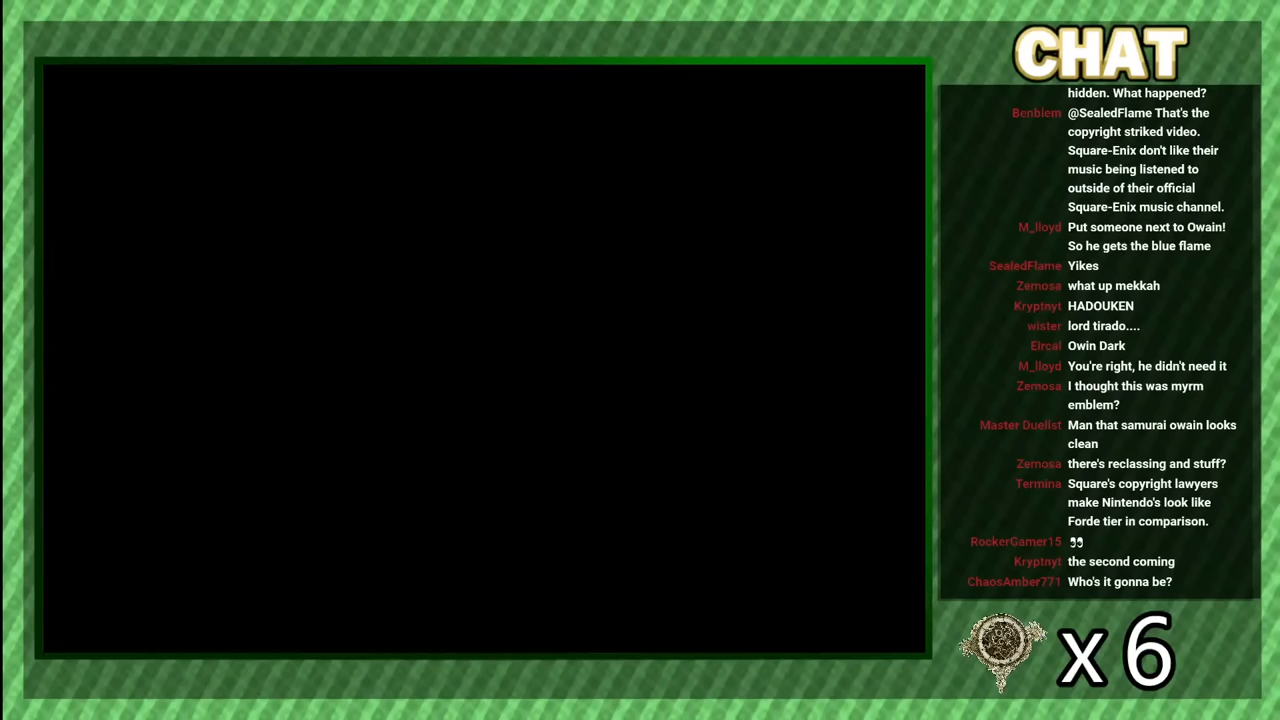 CHAT
hidden. What happened?
Benblem @SealedFlame That's the
copyright striked video.
Square-Enix don't like their
music being listened to
outside of their official
Square-Enix music channel.
M_lloyd Put someone next to Owain!
So he gets the blue flame
SealedFlame Yikes
Zemosa what up mekkah
Kryptnyt HADOUKEN
wister lord tirado....
Eircai Owin Dark
M_lloyd You're right, he didn't need it
Zemosa I thought this was myrm
emblem?
Master Duelist Man that samurai owain looks
clean
Zemosa there's reclassing and stuff?
Termina Square's copyright lawyers
make Nintendo's look like
Forde tier in comparison.
RockerGamer15 👀
Kryptnyt the second coming
ChaosAmber771 Who's it gonna be?
x 6